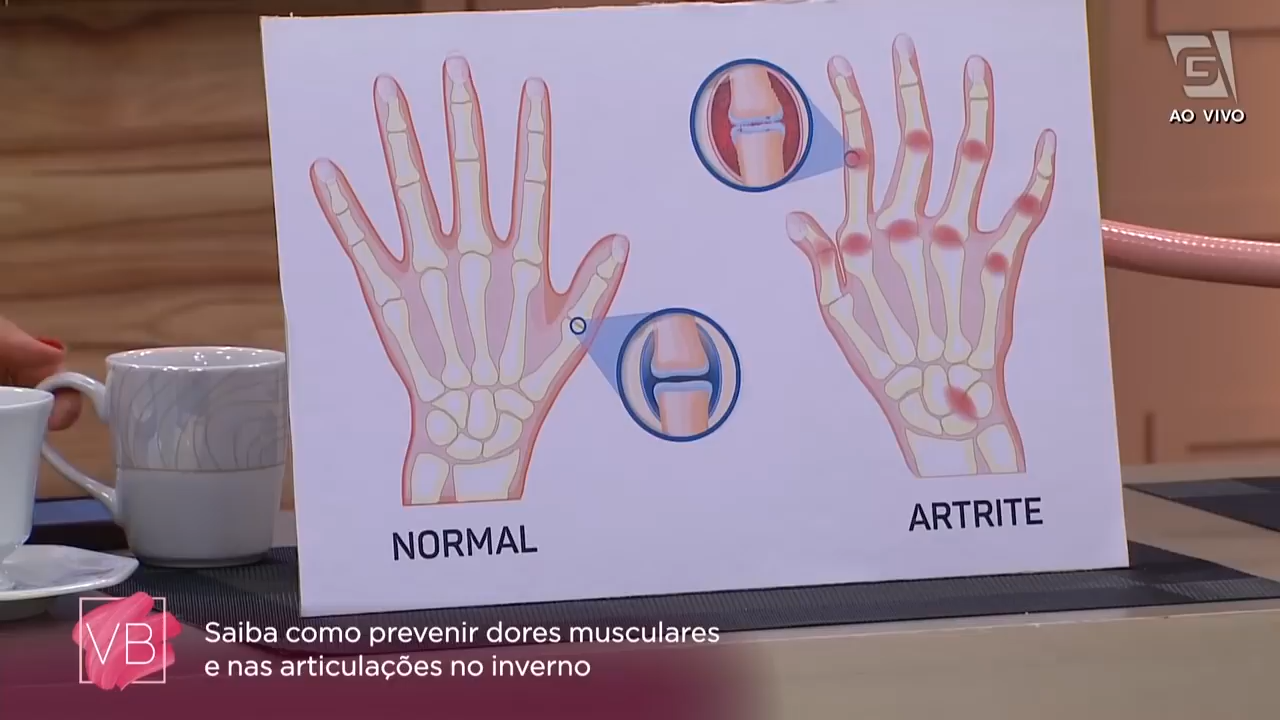 AO VIVO
NORMAL
ARTRITE
VB
Saiba como prevenir dores musculares
e nas articulações no inverno